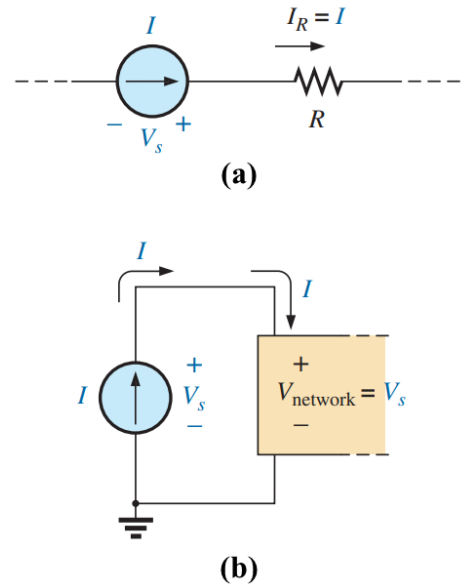 I
I_R = I
– V_s +
R
(a)
I
I
I
+
V_s
–
+
V_network = V_s
–
(b)